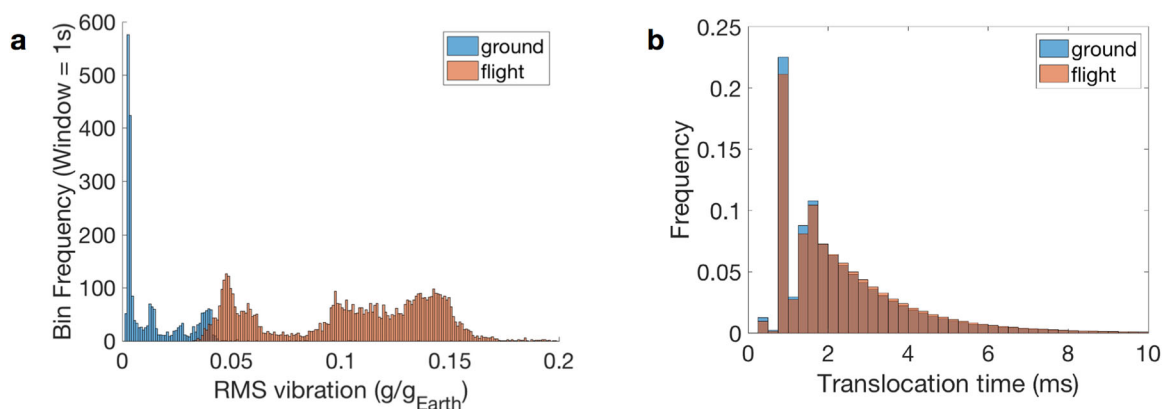 a
600
500
400
300
200
100
0
Bin Frequency (Window = 1s)
ground
flight
0 0.05 0.1 0.15 0.2
RMS vibration (g/gEarth)
b
0.25
0.2
0.15
0.1
0.05
0
Frequency
ground
flight
0 2 4 6 8 10
Translocation time (ms)